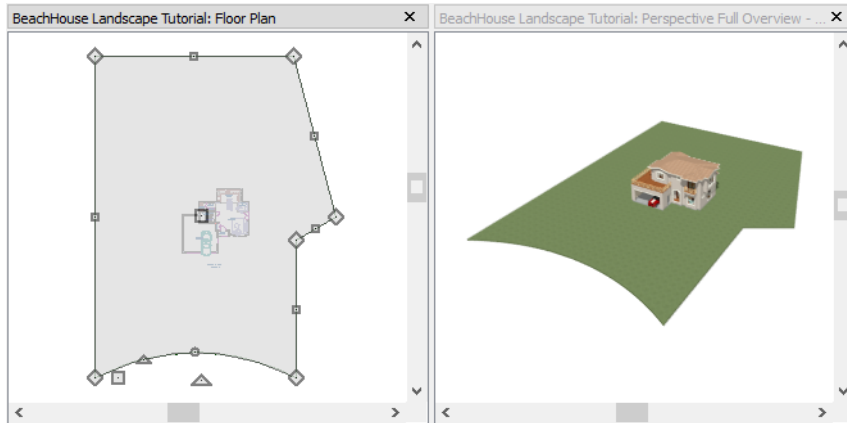 BeachHouse Landscape Tutorial: Floor Plan
BeachHouse Landscape Tutorial: Perspective Full Overview - ...